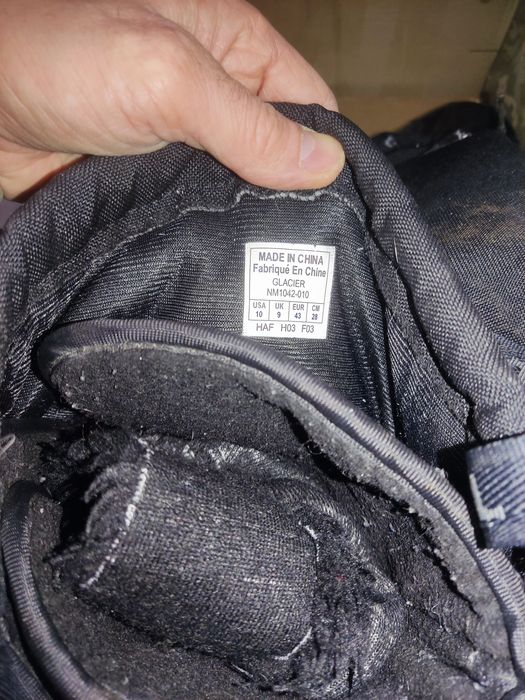 MADE IN CHINA
Fabriqué En Chine
GLACIER
NM1042-010
USA UK EUR CM
10 9 43 28
HAF H03 F03